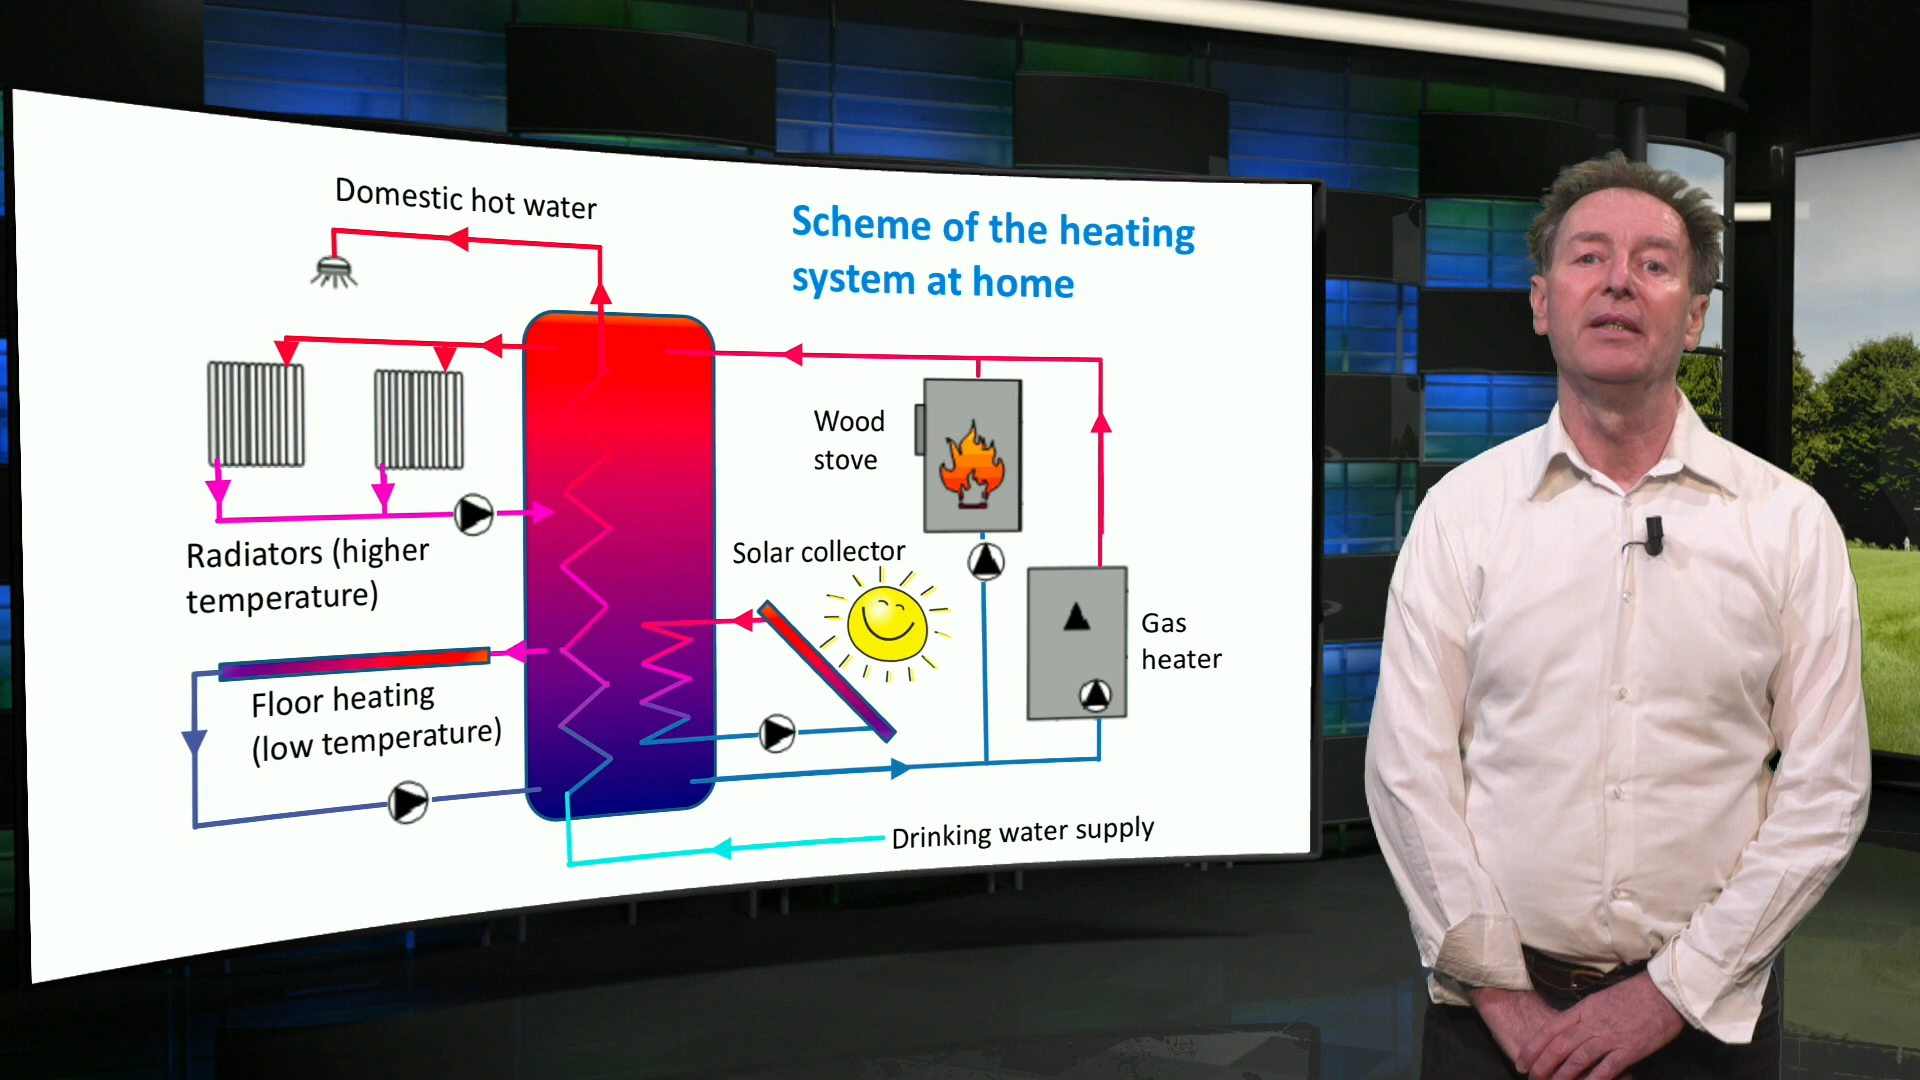 Domestic hot water
Scheme of the heating
system at home
Wood
stove
Solar collector
Radiators (higher
temperature)
Gas
heater
Floor heating
(low temperature)
Drinking water supply